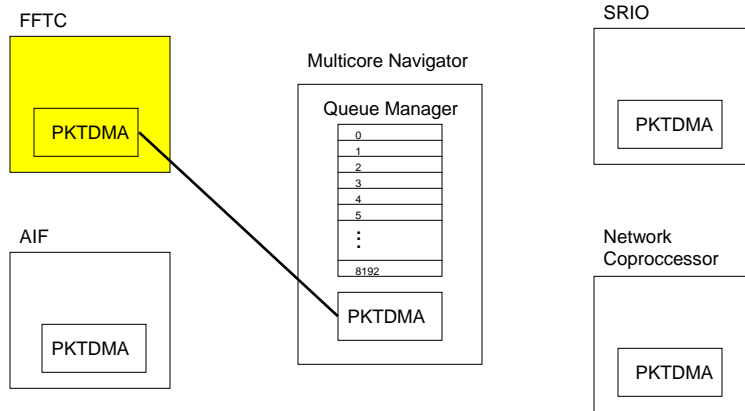 FFTC
PKTDMA
AIF
PKTDMA
Multicore Navigator
Queue Manager
0
1
2
3
4
5
⋮
8192
PKTDMA
SRIO
PKTDMA
Network
Coproccessor
PKTDMA